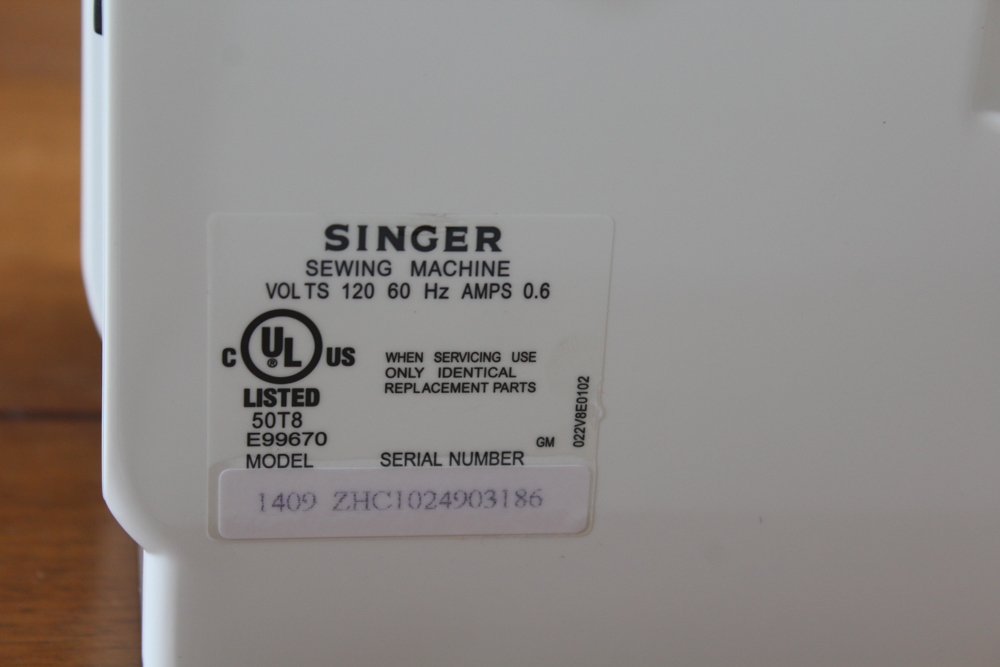 SINGER
SEWING MACHINE
VOLTS 120 60 Hz AMPS 0.6
C UL ® US
LISTED
50T8
E99670
WHEN SERVICING USE
ONLY IDENTICAL
REPLACEMENT PARTS
022V8E0102
GM
MODEL SERIAL NUMBER
1409 ZHC1024903186